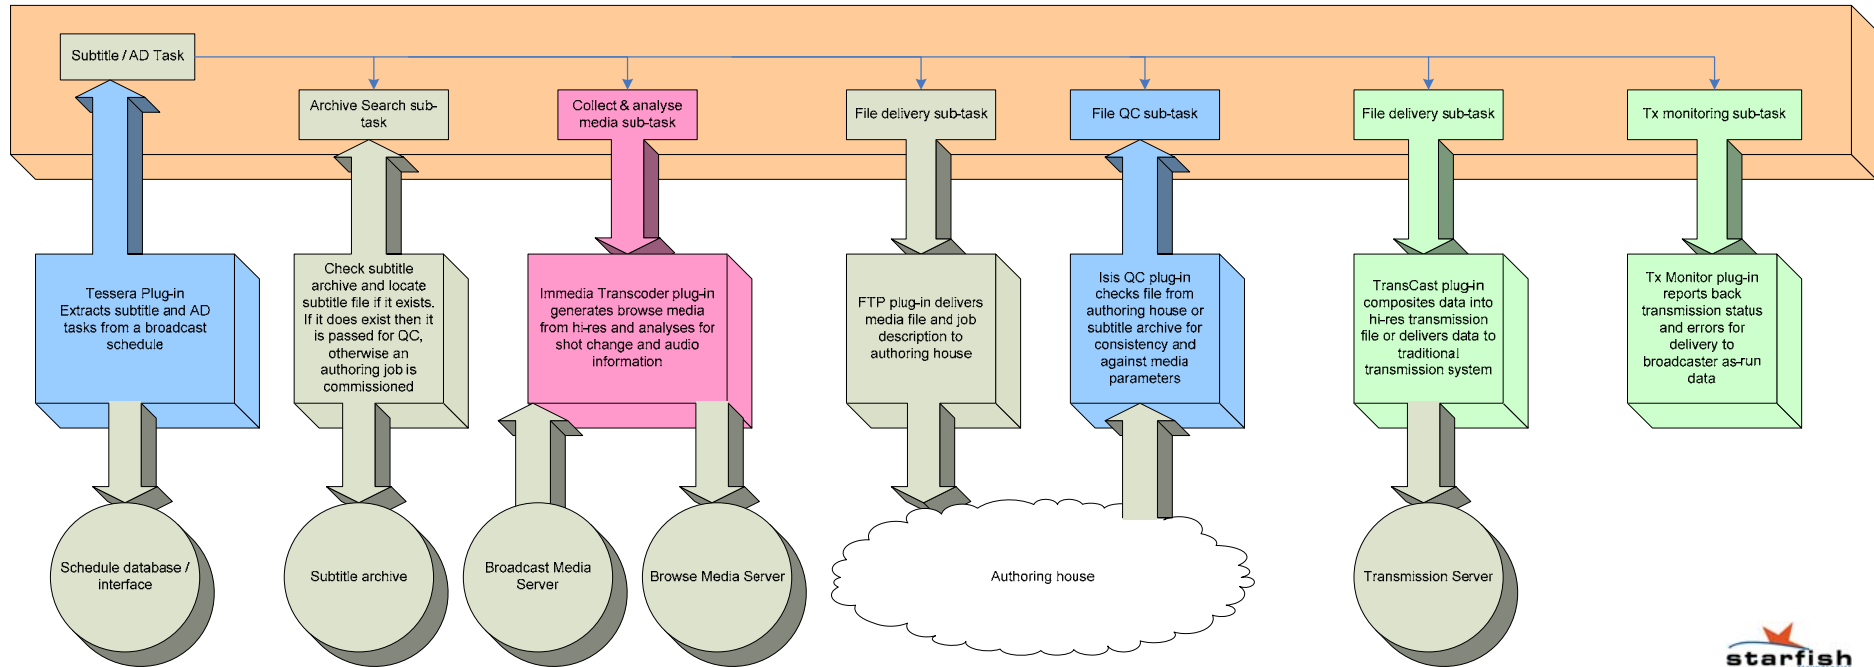 Subtitle / AD Task
Archive Search sub-
task
Collect & analyse
media sub-task
File delivery sub-task
File QC sub-task
File delivery sub-task
Tx monitoring sub-task
Tessera Plug-in
Extracts subtitle and AD
tasks from a broadcast
schedule
Check subtitle
archive and locate
subtitle file if it exists.
If it does exist then it
is passed for QC,
otherwise an
authoring job is
commissioned
Immedia Transcoder plug-in
generates browse media
from hi-res and analyses for
shot change and audio
information
FTP plug-in delivers
media file and job
description to
authoring house
Isis QC plug-in
checks file from
authoring house or
subtitle archive for
consistency and
against media
parameters
TransCast plug-in
composites data into
hi-res transmission
file or delivers data to
traditional
transmission system
Tx Monitor plug-in
reports back
transmission status
and errors for
delivery to
broadcaster as-run
data
Schedule database /
interface
Subtitle archive
Broadcast Media
Server
Browse Media Server
Authoring house
Transmission Server
starfish